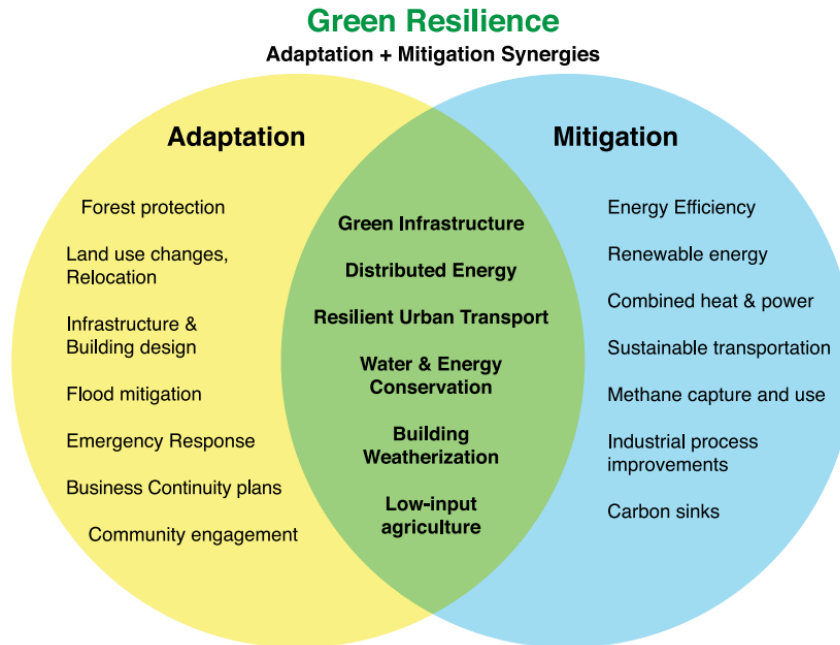 Green Resilience
Adaptation + Mitigation Synergies
Adaptation
Forest protection
Land use changes,
Relocation
Infrastructure &
Building design
Flood mitigation
Emergency Response
Business Continuity plans
Community engagement
Green Infrastructure
Distributed Energy
Resilient Urban Transport
Water & Energy
Conservation
Building
Weatherization
Low-input
agriculture
Mitigation
Energy Efficiency
Renewable energy
Combined heat & power
Sustainable transportation
Methane capture and use
Industrial process
improvements
Carbon sinks